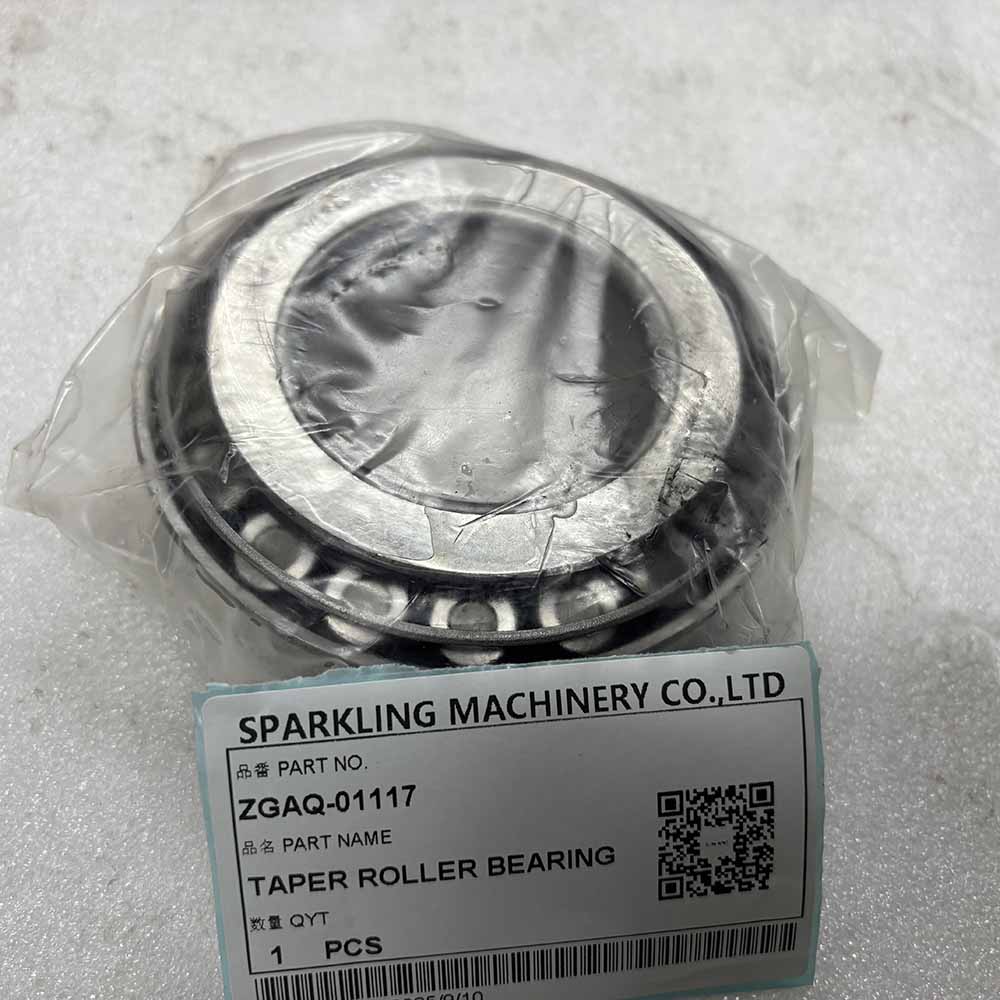 SPARKLING MACHINERY CO.,LTD
品番 PART NO.
ZGAQ-01117
品名 PART NAME
TAPER ROLLER BEARING
数量 QYT
1 PCS